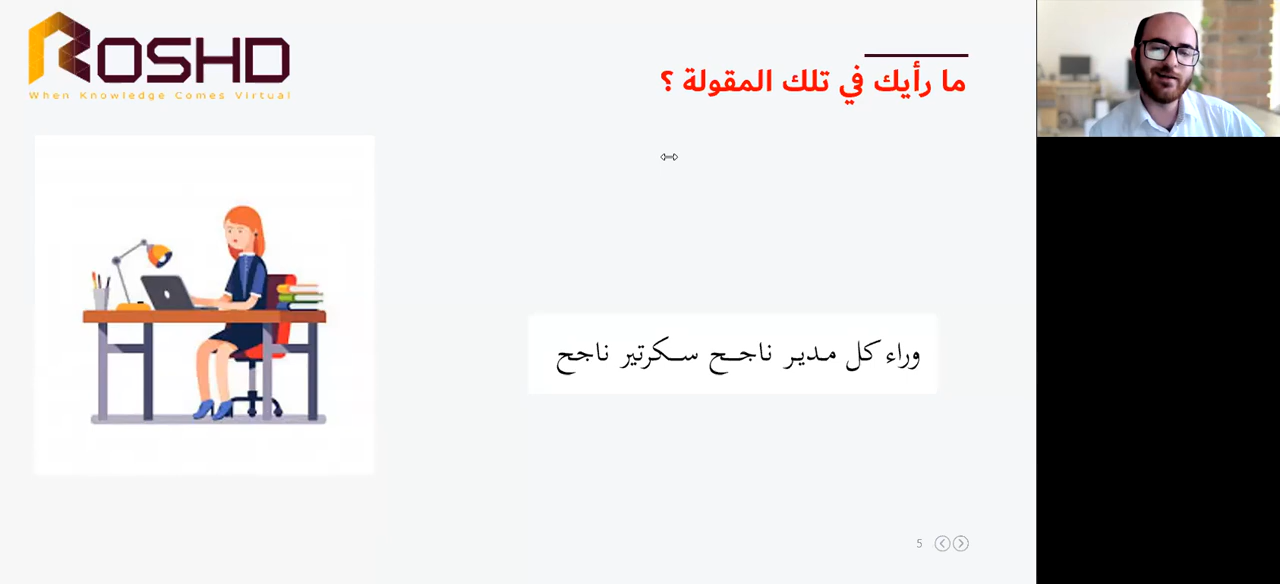 ROSHD
When Knowledge Comes Virtual
ما رأيك في تلك المقولة ؟
وراء كل مدير ناجح سكرتير ناجح
5